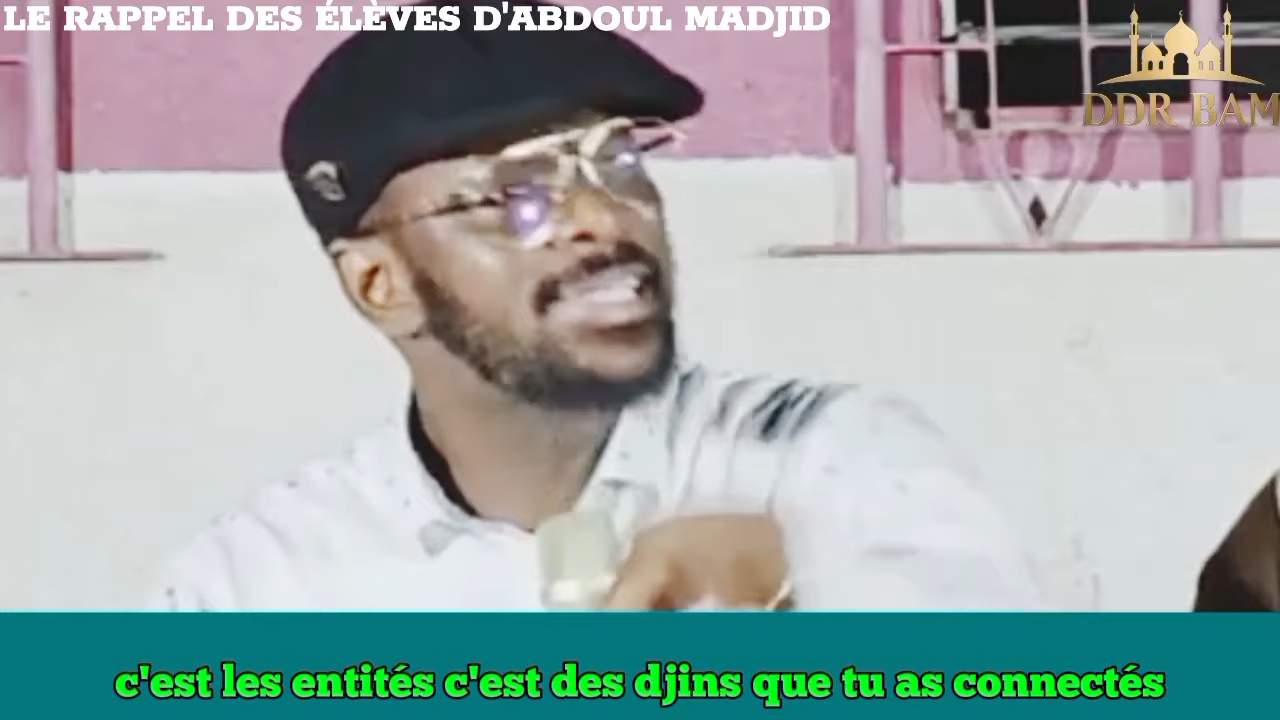 LE RAPPEL DES ÉLÈVES D'ABDOUL MADJID
DDR BAM
c'est les entités c'est des djins que tu as connectés